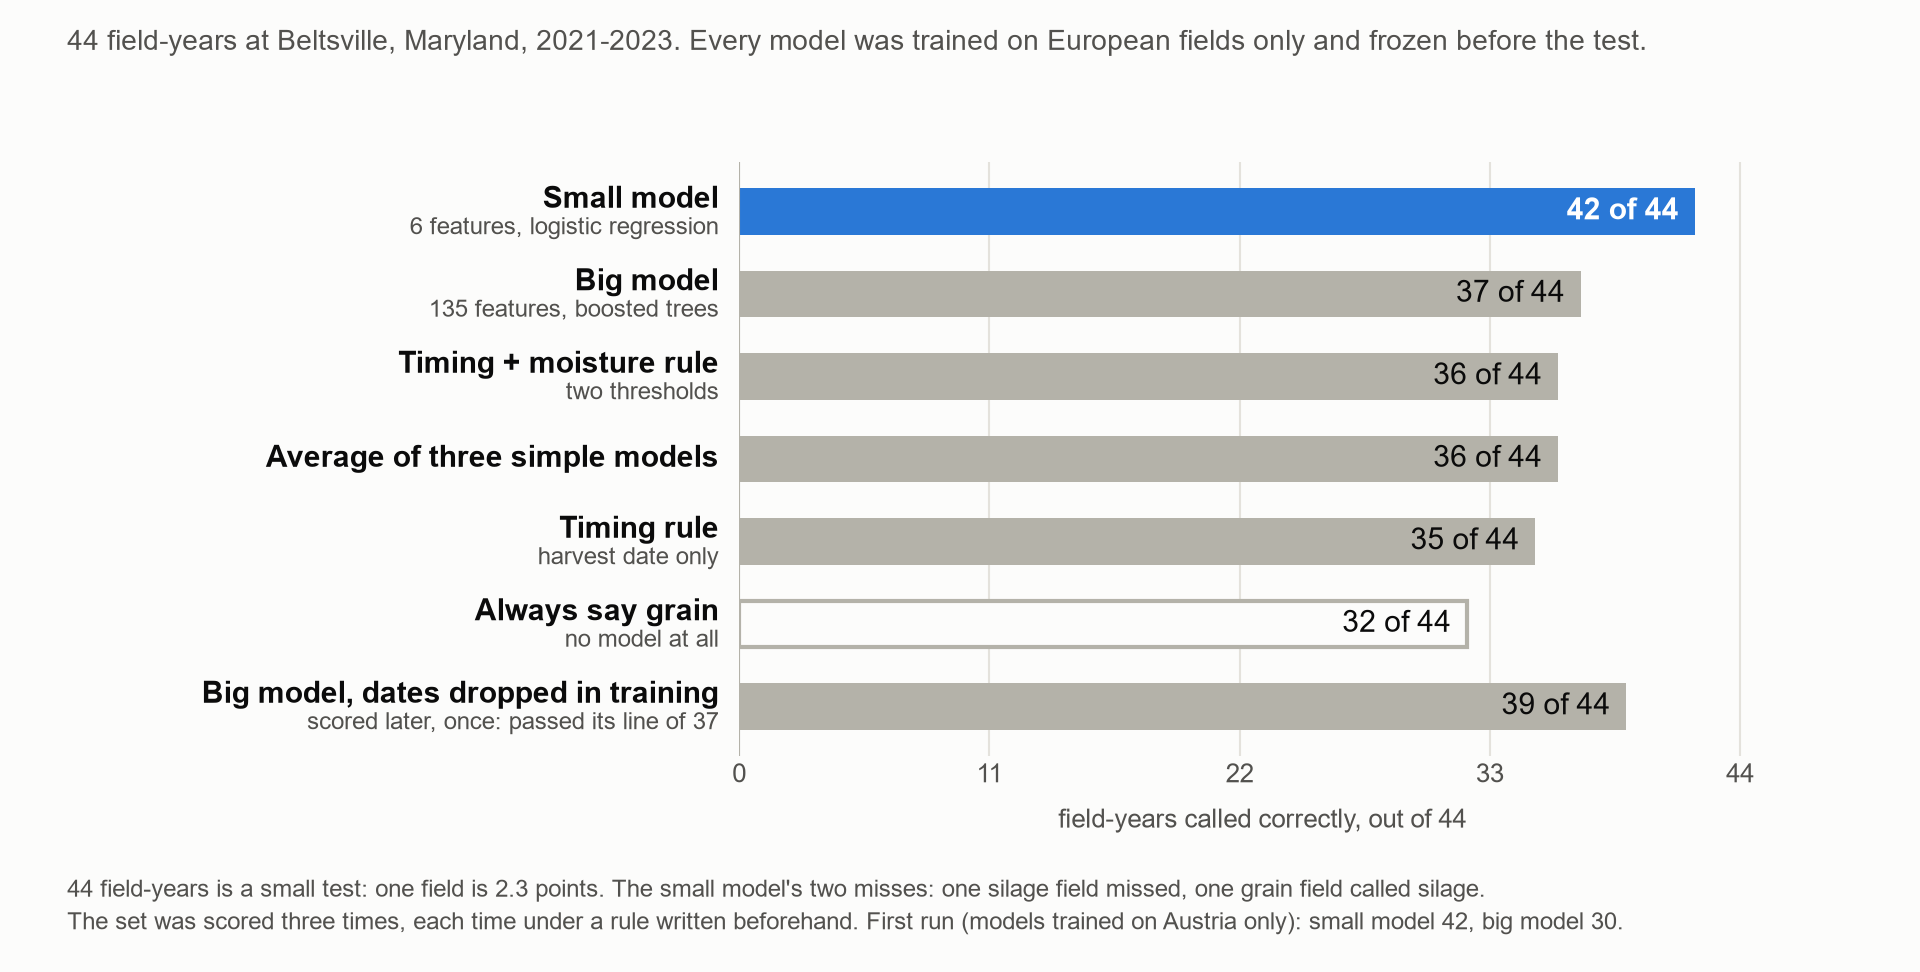 44 field-years at Beltsville, Maryland, 2021-2023. Every model was trained on European fields only and frozen before the test.
Small model
6 features, logistic regression
42 of 44
Big model
135 features, boosted trees
37 of 44
Timing + moisture rule
two thresholds
36 of 44
Average of three simple models
36 of 44
Timing rule
harvest date only
35 of 44
Always say grain
no model at all
32 of 44
Big model, dates dropped in training
scored later, once: passed its line of 37
39 of 44
0 11 22 33 44
field-years called correctly, out of 44
44 field-years is a small test: one field is 2.3 points. The small model's two misses: one silage field missed, one grain field called silage.
The set was scored three times, each time under a rule written beforehand. First run (models trained on Austria only): small model 42, big model 30.